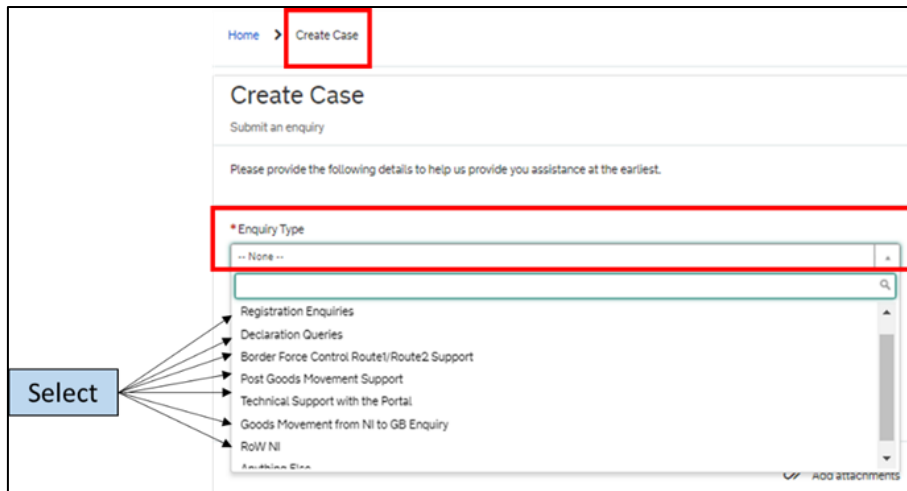 Home > Create Case
Create Case
Submit an enquiry
Please provide the following details to help us provide you assistance at the earliest.
* Enquiry Type
-- None --
Registration Enquiries
Declaration Queries
Border Force Control Route1/Route2 Support
Post Goods Movement Support
Select
Technical Support with the Portal
Goods Movement from NI to GB Enquiry
RoW NI
Anything Else
Add attachments